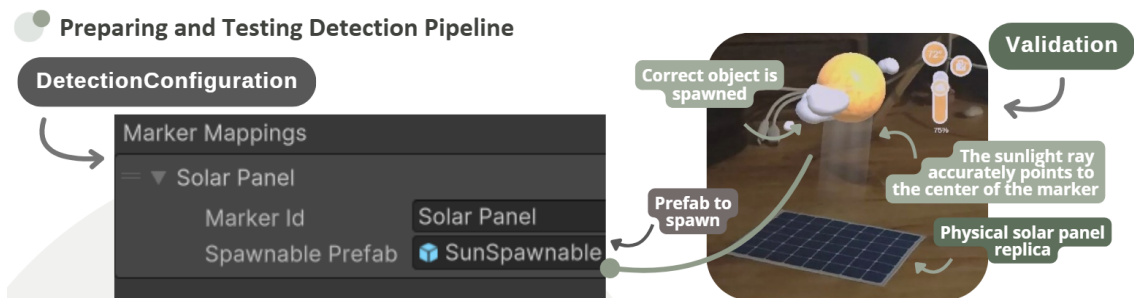 Preparing and Testing Detection Pipeline
DetectionConfiguration
Marker Mappings
Solar Panel
Marker Id
Solar Panel
Spawnable Prefab
SunSpawnable
Prefab to
spawn
Validation
Correct object is
spawned
72°
75%
The sunlight ray
accurately points to
the center of the marker
Physical solar panel
replica